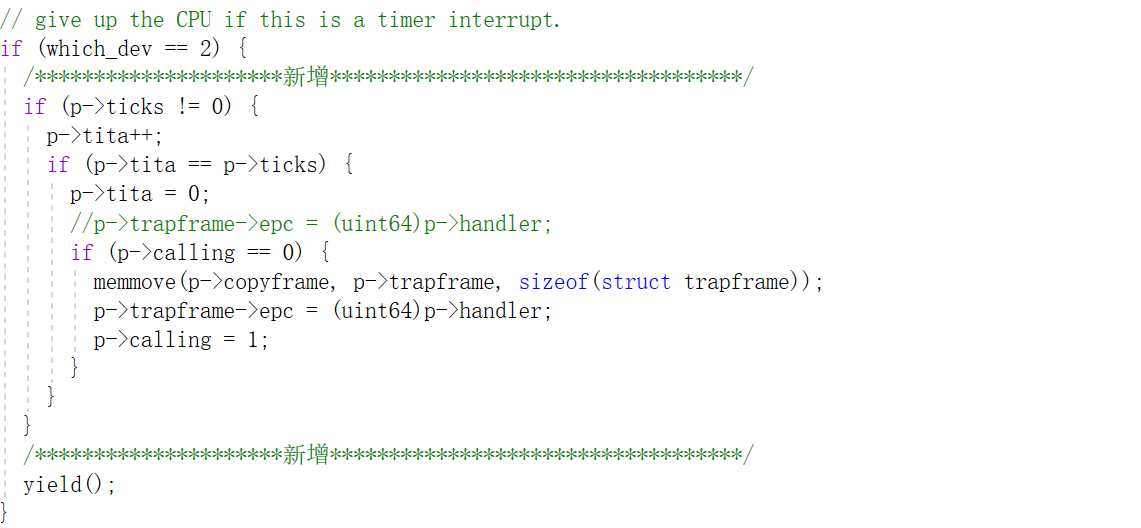 // give up the CPU if this is a timer interrupt.
if (which_dev == 2) {
/*********************新增***********************************/
if (p->ticks != 0) {
p->tita++;
if (p->tita == p->ticks) {
p->tita = 0;
//p->trapframe->epc = (uint64)p->handler;
if (p->calling == 0) {
memmove(p->copyframe, p->trapframe, sizeof(struct trapframe));
p->trapframe->epc = (uint64)p->handler;
p->calling = 1;
}
}
}
/*********************新增***********************************/
yield();
}